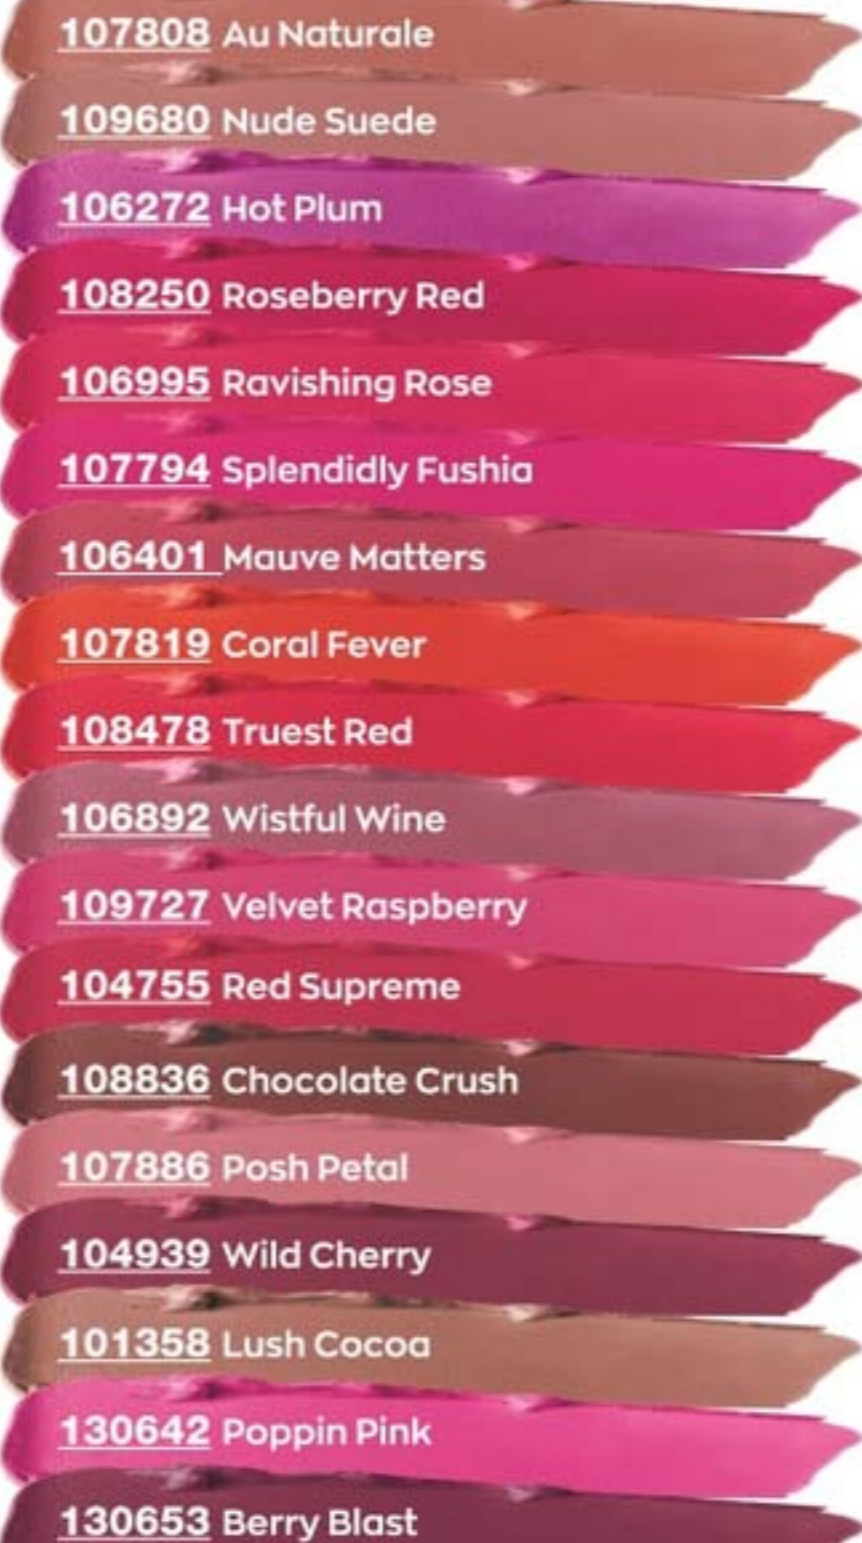 107808 Au Naturale
109680 Nude Suede
106272 Hot Plum
108250 Roseberry Red
106995 Ravishing Rose
107794 Splendidly Fushia
106401 Mauve Matters
107819 Coral Fever
108478 Truest Red
106892 Wistful Wine
109727 Velvet Raspberry
104755 Red Supreme
108836 Chocolate Crush
107886 Posh Petal
104939 Wild Cherry
101358 Lush Cocoa
130642 Poppin Pink
130653 Berry Blast